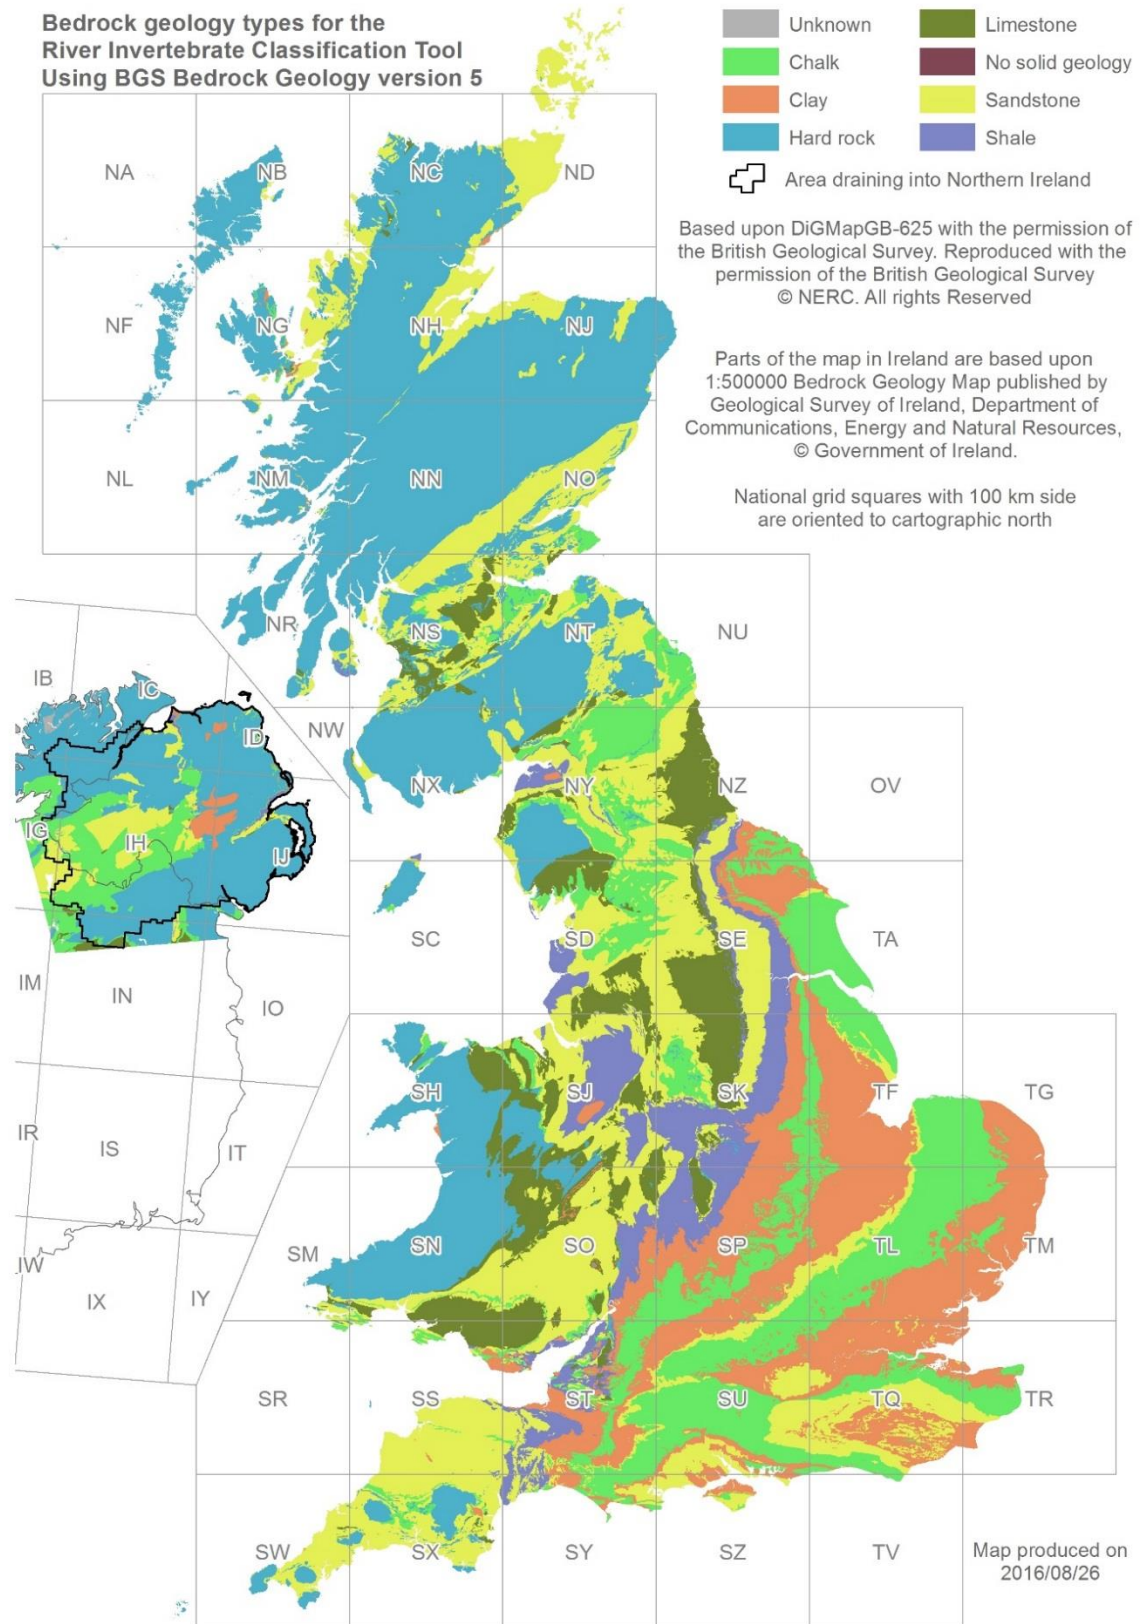 Bedrock geology types for the
River Invertebrate Classification Tool
Using BGS Bedrock Geology version 5
Unknown
Limestone
Chalk
No solid geology
Clay
Sandstone
Hard rock
Shale
Area draining into Northern Ireland
Based upon DiGMapGB-625 with the permission of
the British Geological Survey. Reproduced with the
permission of the British Geological Survey
© NERC. All rights Reserved
Parts of the map in Ireland are based upon
1:500000 Bedrock Geology Map published by
Geological Survey of Ireland, Department of
Communications, Energy and Natural Resources,
© Government of Ireland.
National grid squares with 100 km side
are oriented to cartographic north
NA
NB
NC
ND
NF
NG
NH
NJ
NL
NM
NN
NO
NR
NS
NT
NU
IB
IC
ID
NW
NX
NY
NZ
OV
IG
IH
IJ
SC
SD
SE
TA
IM
IN
IO
SH
SJ
SK
TF
TG
IR
IS
IT
SM
SN
SO
SP
TL
TM
IW
IX
IY
SR
SS
ST
SU
TQ
TR
SW
SX
SY
SZ
TV
Map produced on
2016/08/26